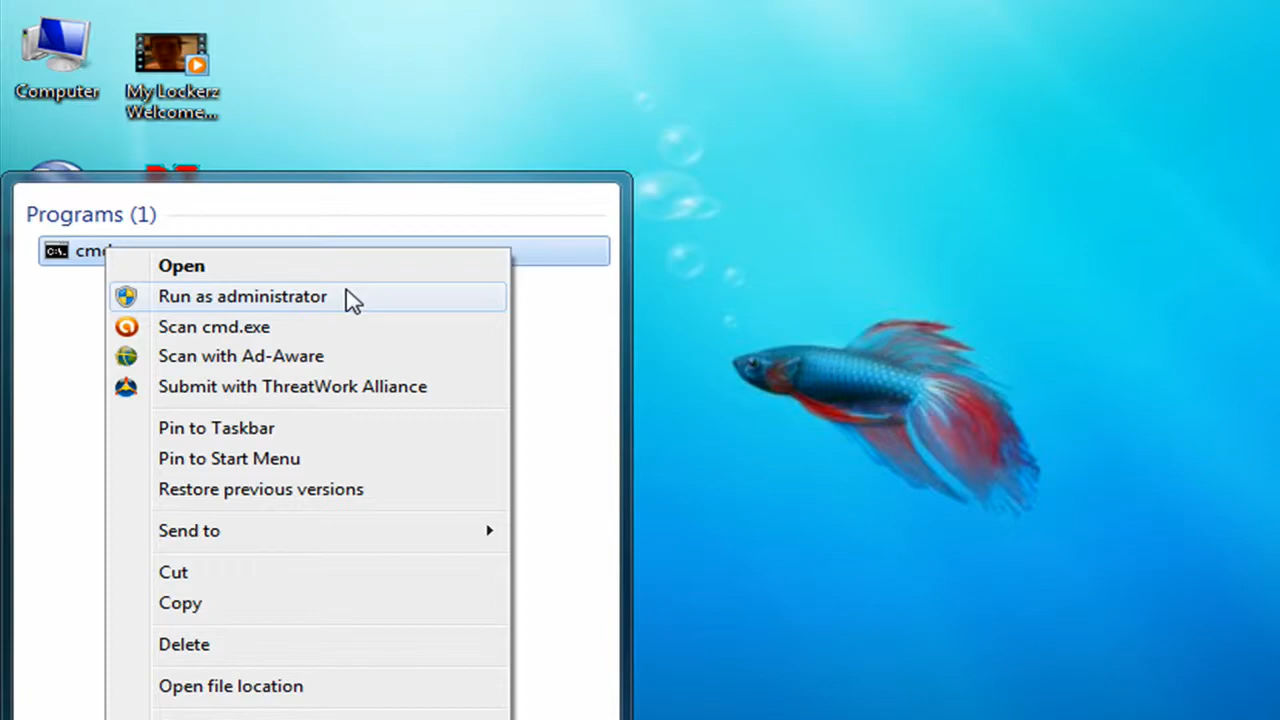 Computer
My Lockerz
Welcome...
Programs (1)
cmd
Open
Run as administrator
Scan cmd.exe
Scan with Ad-Aware
Submit with ThreatWork Alliance
Pin to Taskbar
Pin to Start Menu
Restore previous versions
Send to
Cut
Copy
Delete
Open file location